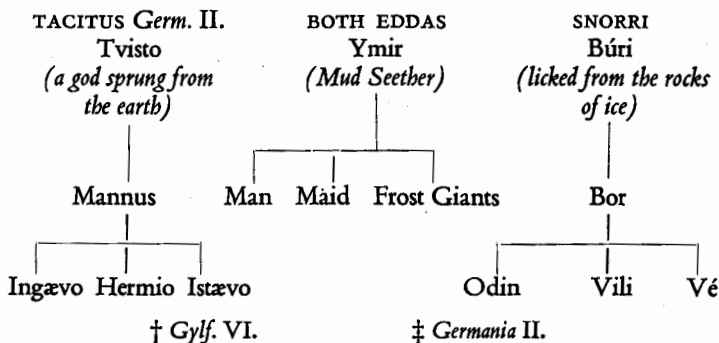 TACITUS Germ. II. BOTH EDDAS SNORRI
Tvisto Ymir Búri
(a god sprung from (Mud Seether) (licked from the rocks
the earth) of ice)
Mannus Man Màid Frost Giants Bor
Ingævo Hermio Istævo Odin Vili Vé
† Gylf. VI. ‡ Germania II.